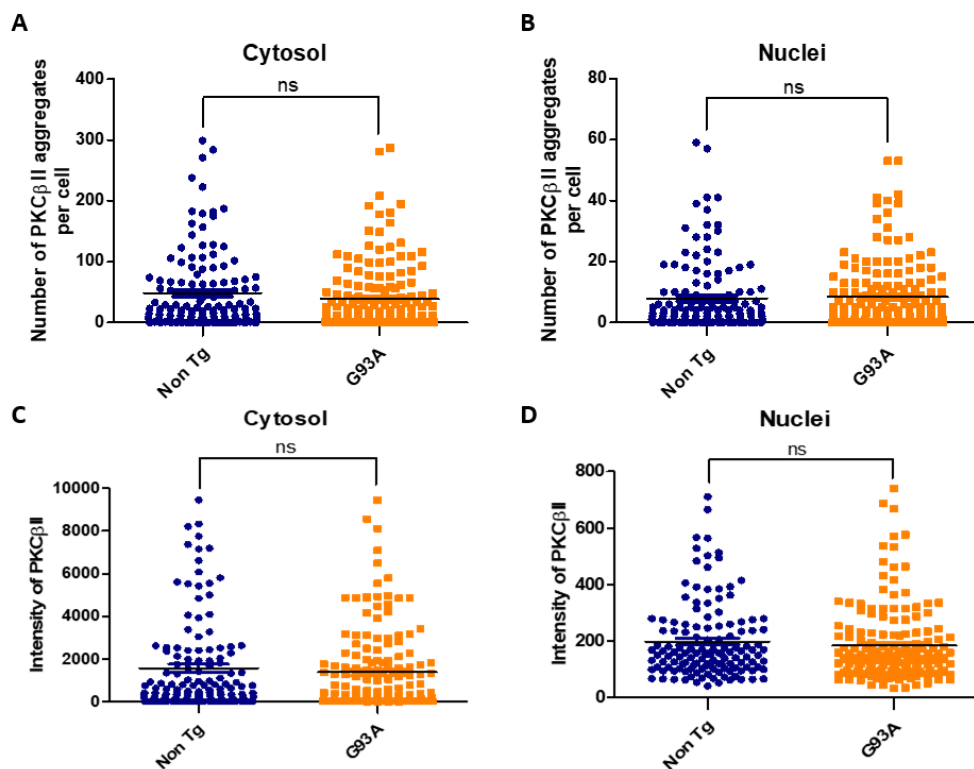 A
Cytosol
Number of PKCβII aggregates
per cell
400
300
200
100
0
ns
Non Tg
G93A
B
Nuclei
Number of PKCβII aggregates
per cell
80
60
40
20
0
ns
Non Tg
G93A
C
Cytosol
Intensity of PKCβII
10000
8000
6000
4000
2000
0
ns
Non Tg
G93A
D
Nuclei
Intensity of PKCβII
800
600
400
200
0
ns
Non Tg
G93A